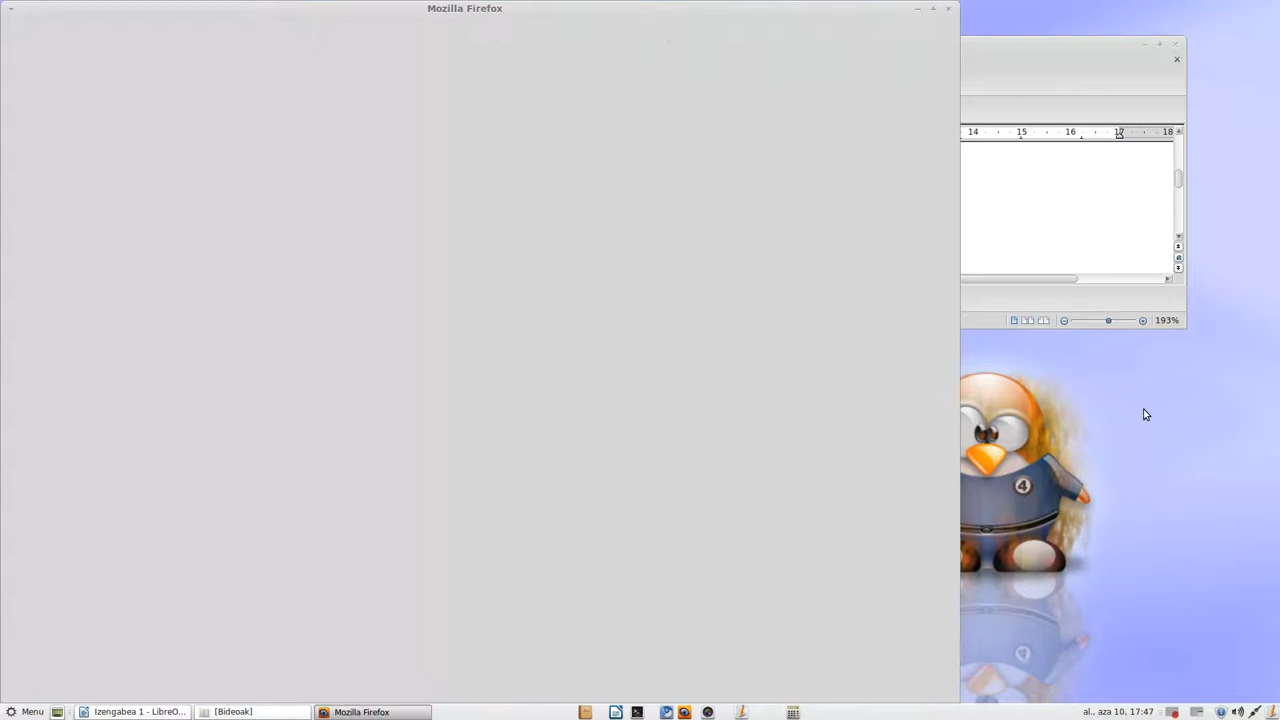 Mozilla Firefox
14 15 16 17 18
193%
4
Menu
Izengabea 1 - LibreO...
[Bideoak]
Mozilla Firefox
al., aza 10, 17:47